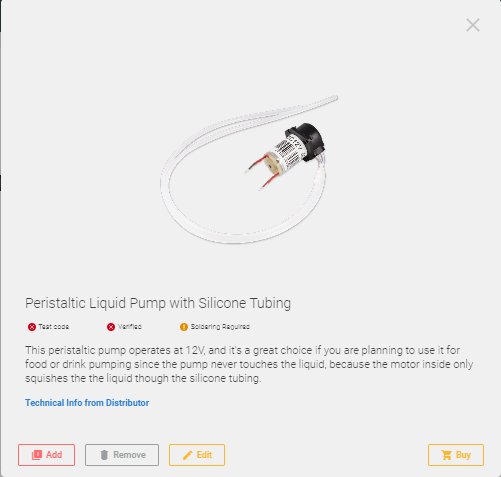 12V
Peristaltic Liquid Pump with Silicone Tubing
Test code
Verified
Soldering Required
This peristaltic pump operates at 12V, and it's a great choice if you are planning to use it for
food or drink pumping since the pump never touches the liquid, because the motor inside only
squishes the the liquid though the silicone tubing.
Technical Info from Distributor
Add
Remove
Edit
Buy